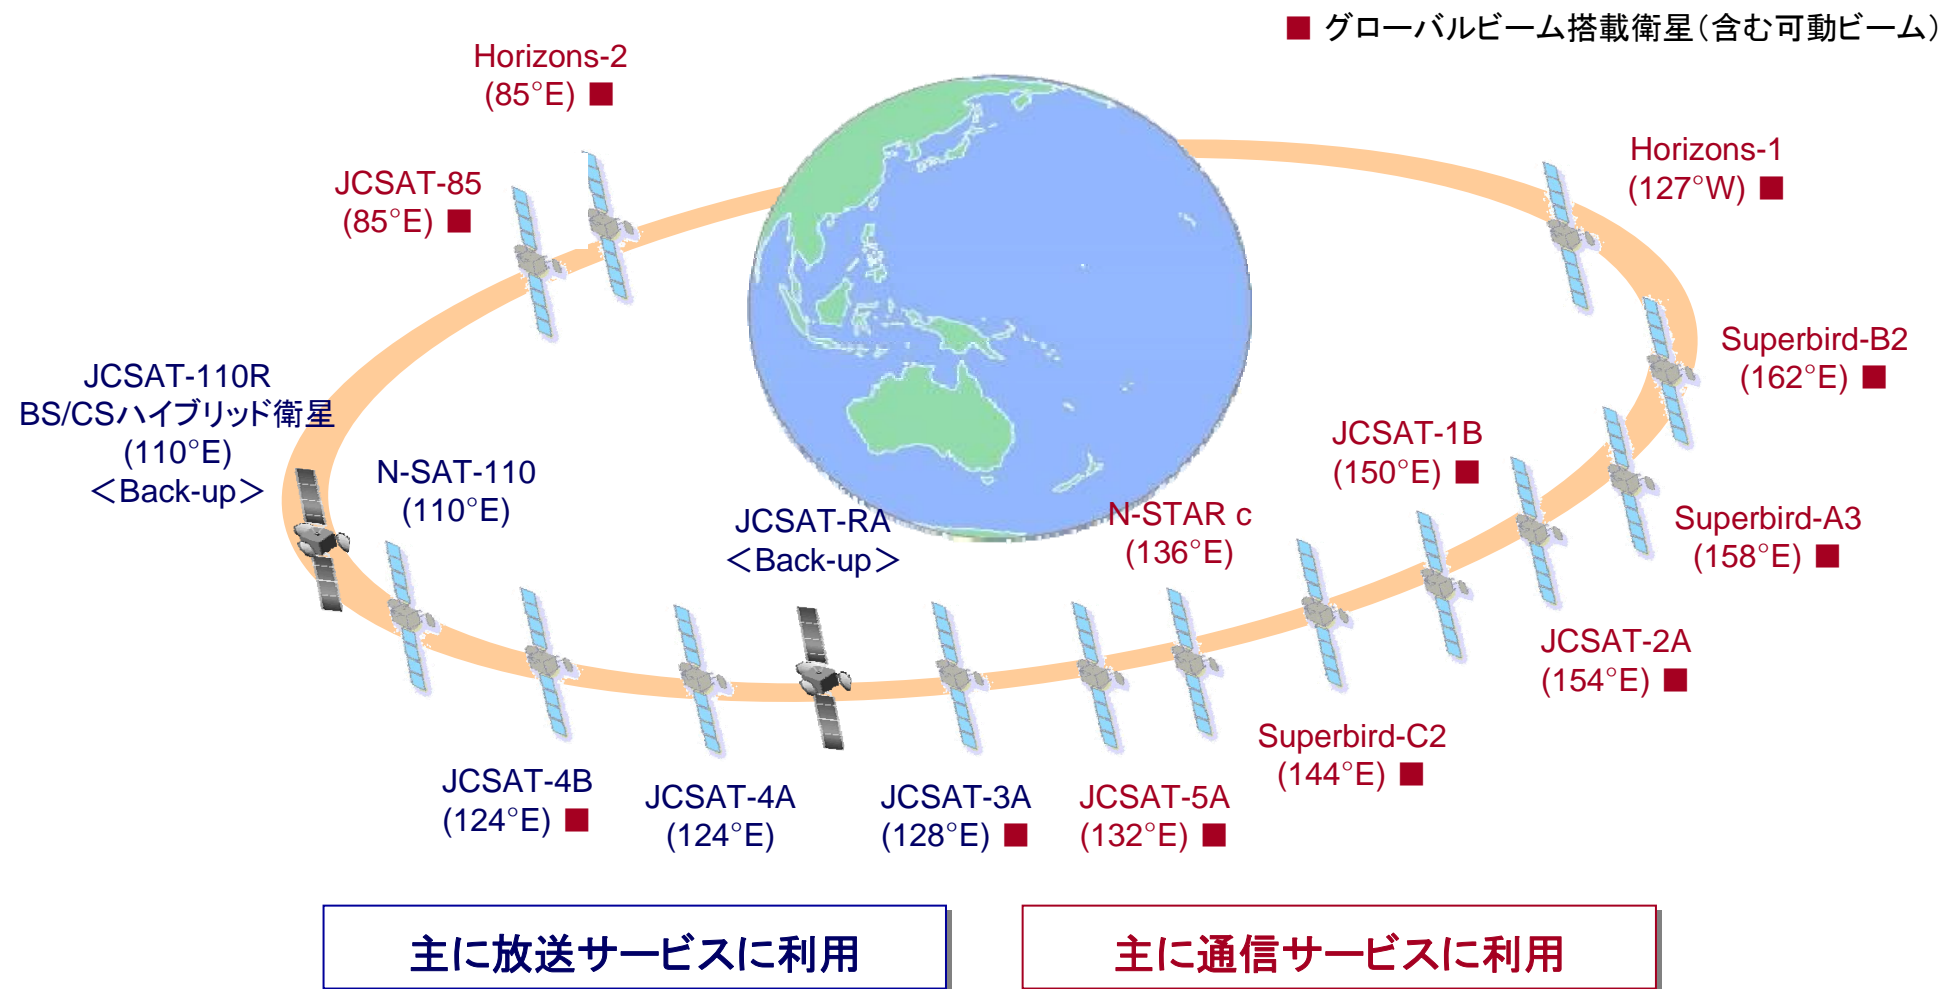 ■ グローバルビーム搭載衛星（含む可動ビーム）
Horizons-2
(85°E) ■
JCSAT-85
(85°E) ■
Horizons-1
(127°W) ■
Superbird-B2
(162°E) ■
JCSAT-110R
BS/CSハイブリッド衛星
(110°E)
＜Back-up＞
N-SAT-110
(110°E)
JCSAT-RA
＜Back-up＞
N-STAR c
(136°E)
JCSAT-1B
(150°E) ■
Superbird-A3
(158°E) ■
JCSAT-2A
(154°E) ■
Superbird-C2
(144°E) ■
JCSAT-4B
(124°E) ■
JCSAT-4A
(124°E)
JCSAT-3A
(128°E) ■
JCSAT-5A
(132°E) ■
主に放送サービスに利用
主に通信サービスに利用